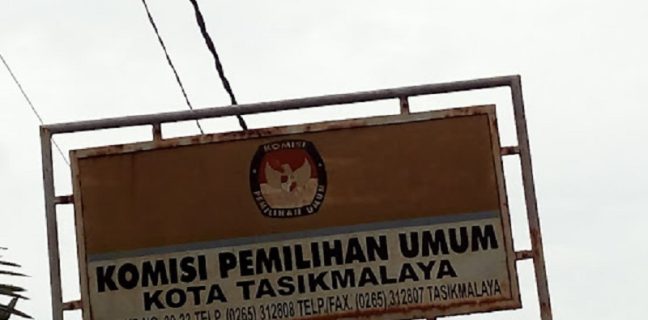 KOMISI
PEMILIHAN UMUM
KOMISI PEMILIHAN UMUM
KOTA TASIKMALAYA
TELP. (0265) 312808 TELP/FAX. (0265) 312807 TASIKMALAYA